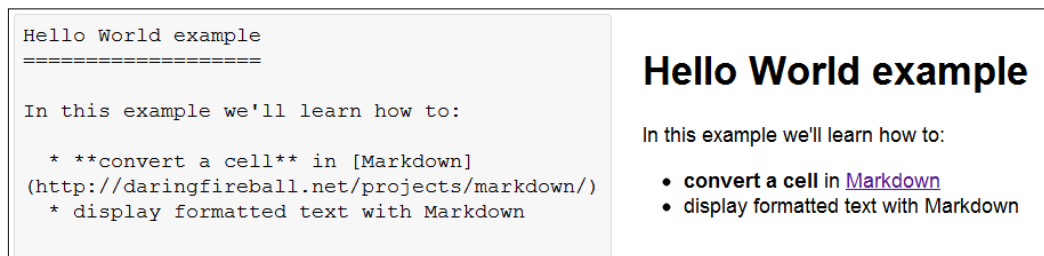 Hello World example
===================
In this example we'll learn how to:
* **convert a cell** in [Markdown]
(http://daringfireball.net/projects/markdown/)
* display formatted text with Markdown
Hello World example
In this example we'll learn how to:
• convert a cell in Markdown
• display formatted text with Markdown